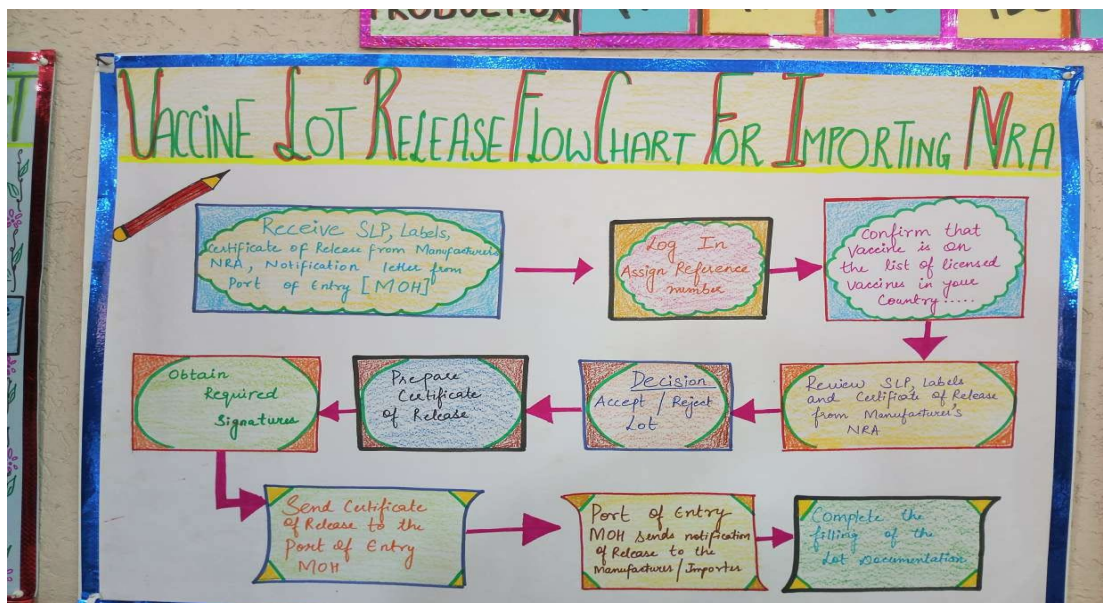 PRODUCTION
VACCINE LOT RELEASE FLOWCHART FOR IMPORTING NRA
Receive SLP, Labels,
Certificate of Release from Manufacturers
NRA, Notification letter from
Port of Entry [MOH]
Log In
Assign Reference
number
Confirm that
Vaccine is on
the list of licensed
Vaccines in your
Country.....
Review SLP, Labels
and Certificate of Release
from Manufacturer's
NRA
Decision
Accept / Reject
Lot
Prepare
Certificate
of Release
Obtain
Required
Signatures
Send Certificate
of Release to the
Port of Entry
MOH
Port of Entry
MOH sends notification
of Release to the
Manufacturer/Importer
Complete the
filling of the
Lot Documentation